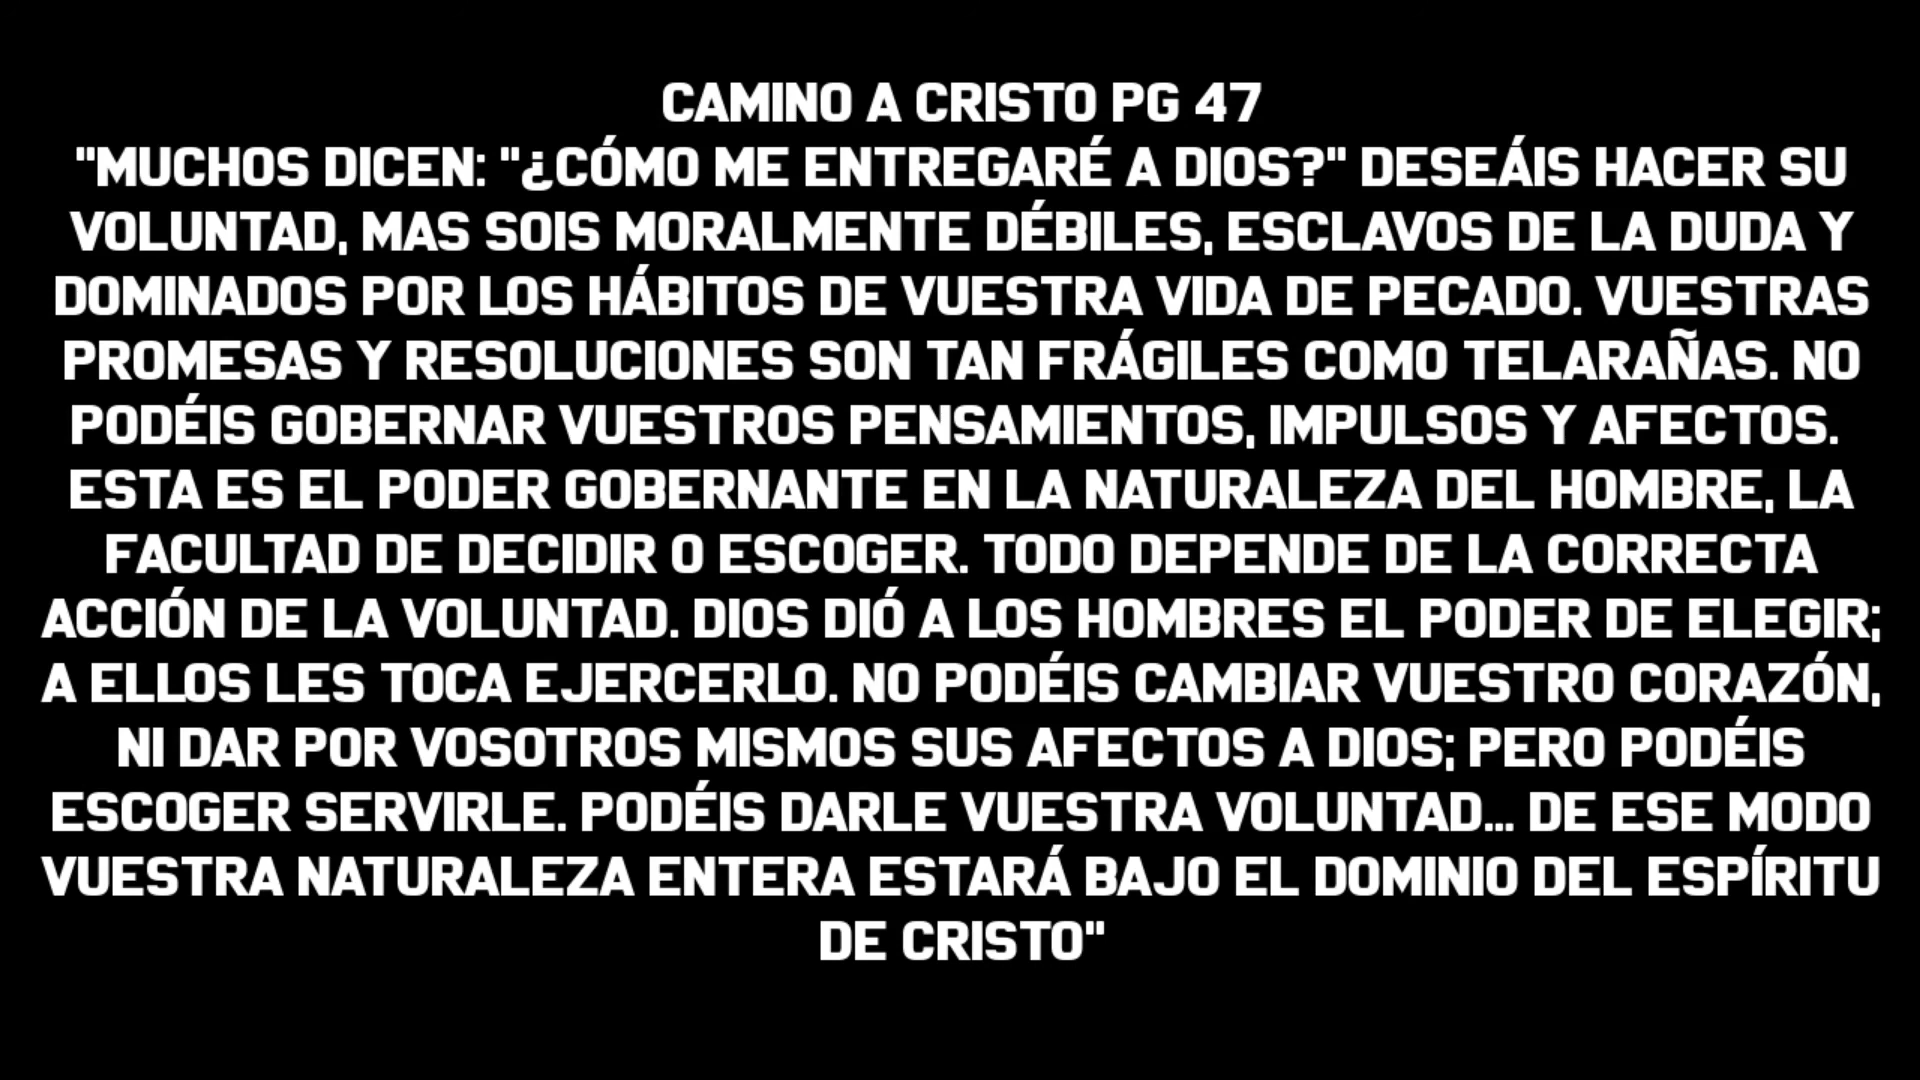 CAMINO A CRISTO PG 47
"MUCHOS DICEN: "¿CÓMO ME ENTREGARÉ A DIOS?" DESEÁIS HACER SU
VOLUNTAD, MAS SOIS MORALMENTE DÉBILES, ESCLAVOS DE LA DUDA Y
DOMINADOS POR LOS HÁBITOS DE VUESTRA VIDA DE PECADO. VUESTRAS
PROMESAS Y RESOLUCIONES SON TAN FRÁGILES COMO TELARAÑAS. NO
PODÉIS GOBERNAR VUESTROS PENSAMIENTOS, IMPULSOS Y AFECTOS.
ESTA ES EL PODER GOBERNANTE EN LA NATURALEZA DEL HOMBRE, LA
FACULTAD DE DECIDIR O ESCOGER. TODO DEPENDE DE LA CORRECTA
ACCIÓN DE LA VOLUNTAD. DIOS DIÓ A LOS HOMBRES EL PODER DE ELEGIR;
A ELLOS LES TOCA EJERCERLO. NO PODÉIS CAMBIAR VUESTRO CORAZÓN,
NI DAR POR VOSOTROS MISMOS SUS AFECTOS A DIOS; PERO PODÉIS
ESCOGER SERVIRLE. PODÉIS DARLE VUESTRA VOLUNTAD... DE ESE MODO
VUESTRA NATURALEZA ENTERA ESTARÁ BAJO EL DOMINIO DEL ESPÍRITU
DE CRISTO"